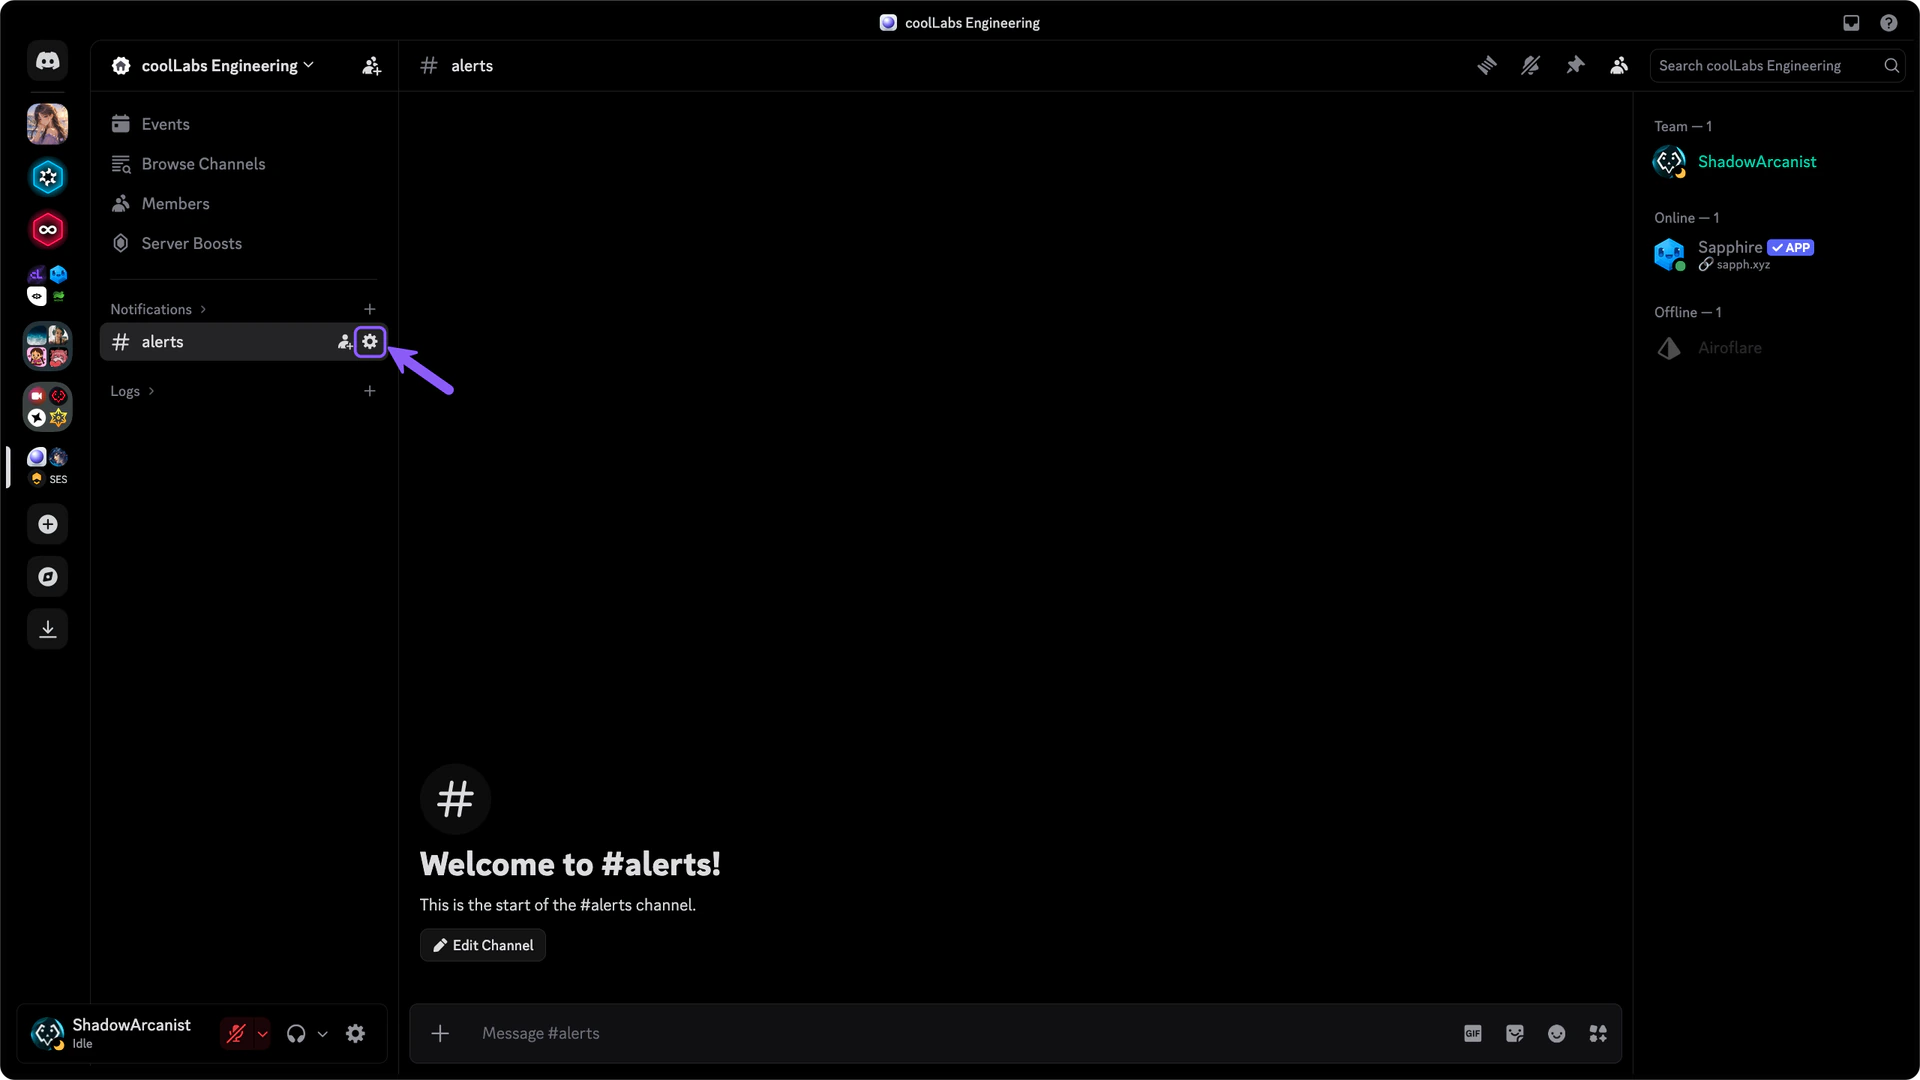 coolLabs Engineering
coolLabs Engineering
alerts
Search coolLabs Engineering
Events
Browse Channels
Members
Server Boosts
Notifications
alerts
Logs
SES
Team — 1
ShadowArcanist
Online — 1
Sapphire APP
sapph.xyz
Offline — 1
Airoflare
Welcome to #alerts!
This is the start of the #alerts channel.
Edit Channel
ShadowArcanist
Idle
Message #alerts
GIF